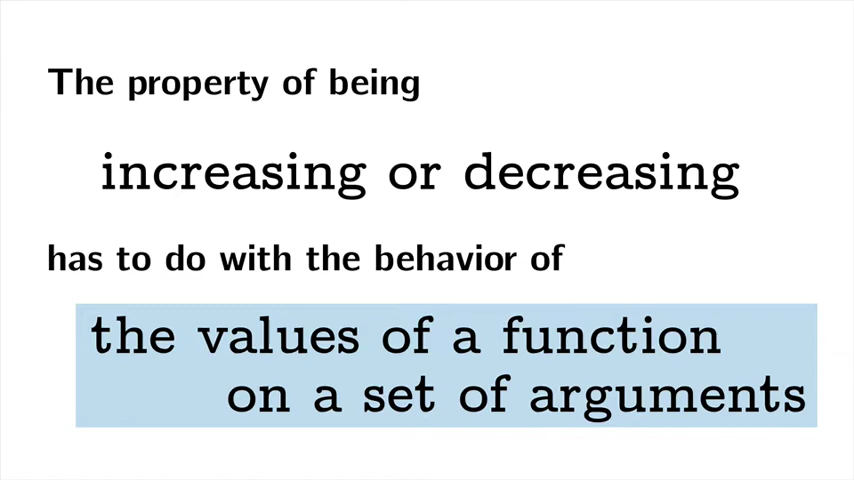 The property of being
increasing or decreasing
has to do with the behavior of
the values of a function
on a set of arguments